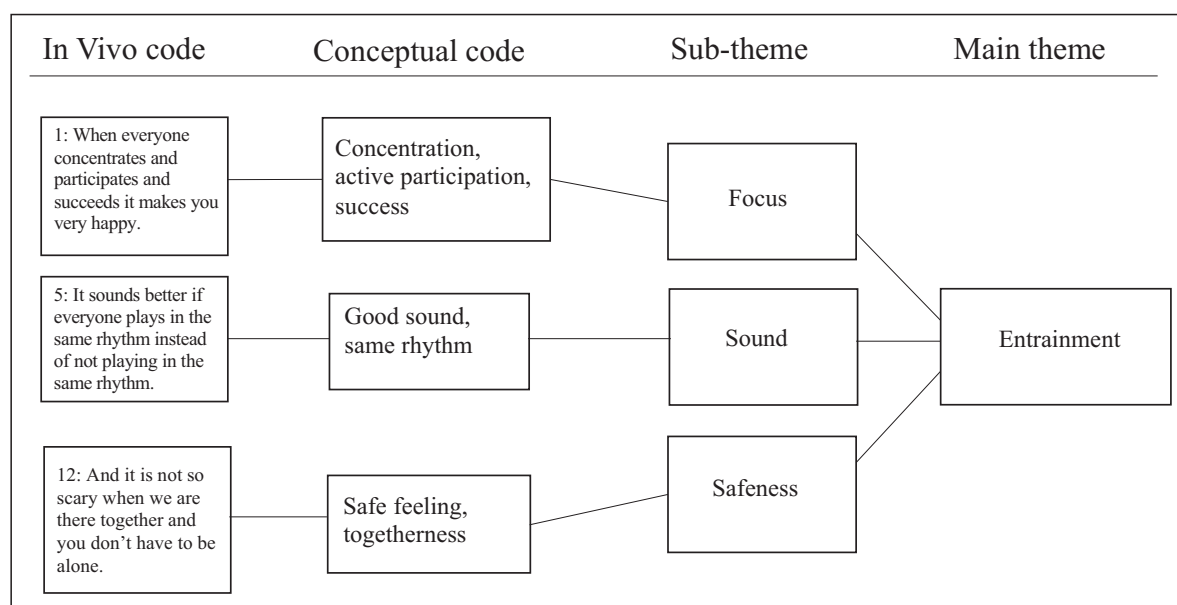 In Vivo code
Conceptual code
Sub-theme
Main theme
1: When everyone
concentrates and
participates and
succeeds it makes you
very happy.
Concentration,
active participation,
success
Focus
5: It sounds better if
everyone plays in the
same rhythm instead
of not playing in the
same rhythm.
Good sound,
same rhythm
Sound
Entrainment
12: And it is not so
scary when we are
there together and
you don’t have to be
alone.
Safe feeling,
togetherness
Safeness